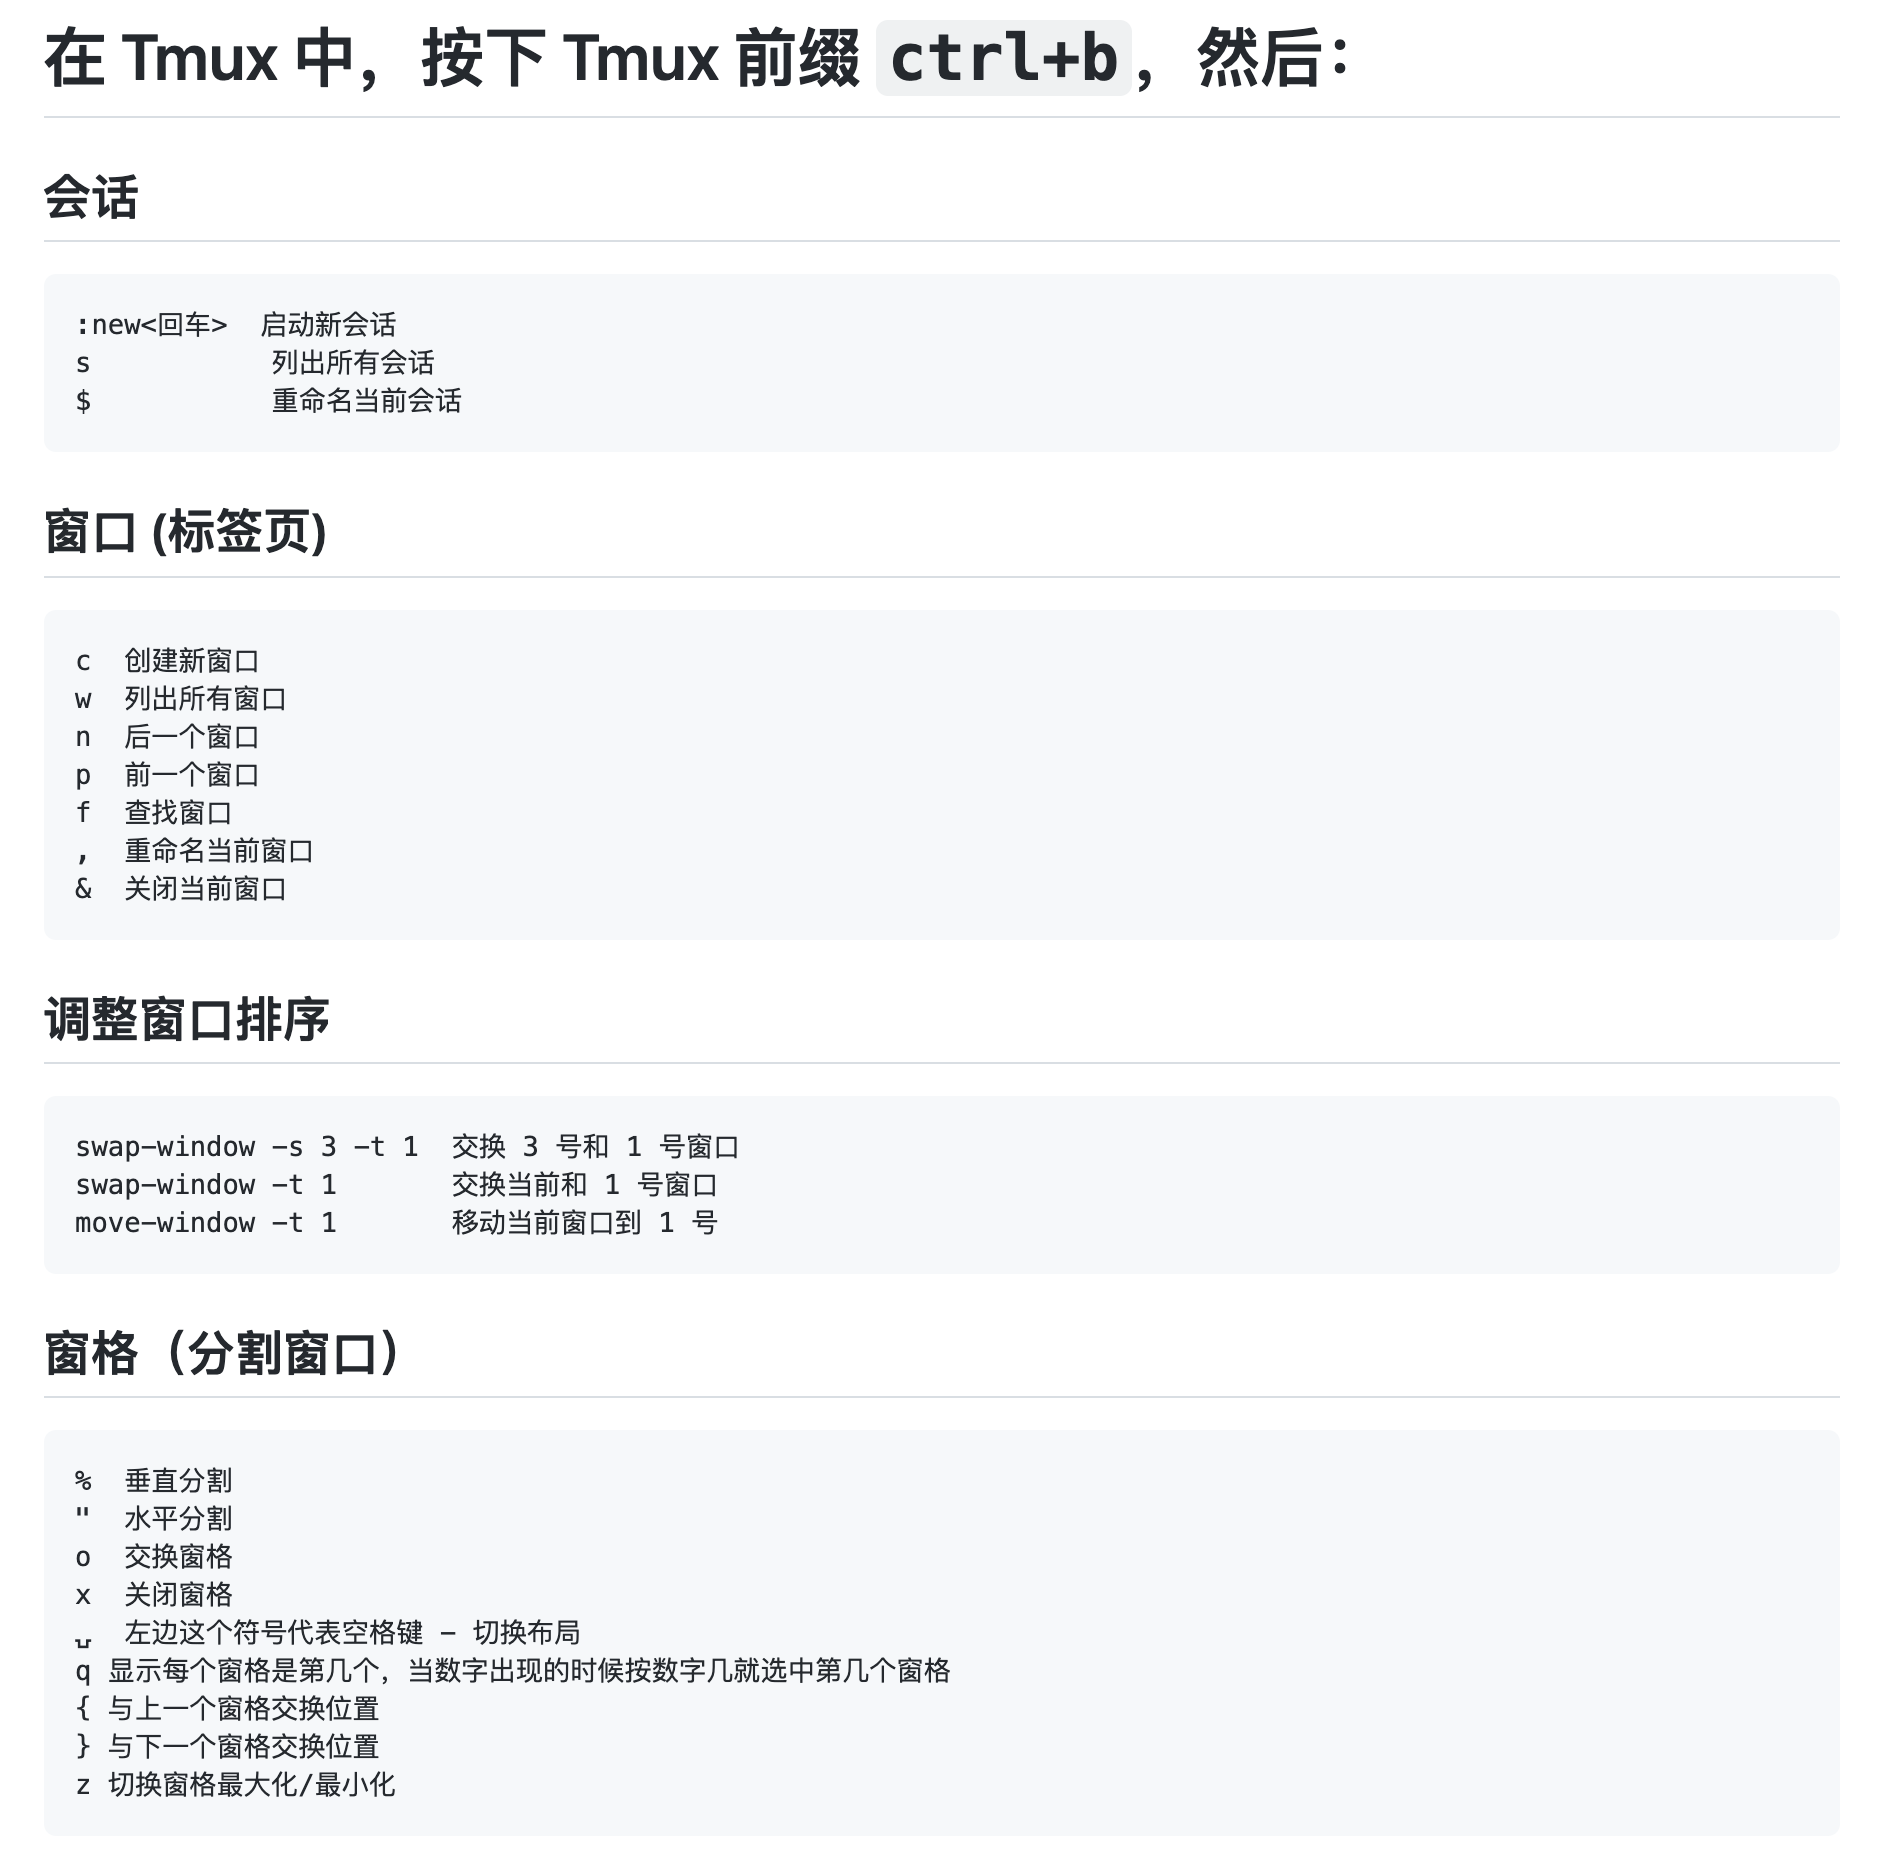 在 Tmux 中，按下 Tmux 前缀 ctrl+b，然后：
会话
:new<回车>  启动新会话
s           列出所有会话
$           重命名当前会话
窗口 (标签页)
c  创建新窗口
w  列出所有窗口
n  后一个窗口
p  前一个窗口
f  查找窗口
,  重命名当前窗口
&  关闭当前窗口
调整窗口排序
swap-window -s 3 -t 1  交换 3 号和 1 号窗口
swap-window -t 1       交换当前和 1 号窗口
move-window -t 1       移动当前窗口到 1 号
窗格（分割窗口）
%  垂直分割
"  水平分割
o  交换窗格
x  关闭窗格
⍽  左边这个符号代表空格键 - 切换布局
q 显示每个窗格是第几个，当数字出现的时候按数字几就选中第几个窗格
{ 与上一个窗格交换位置
} 与下一个窗格交换位置
z 切换窗格最大化/最小化